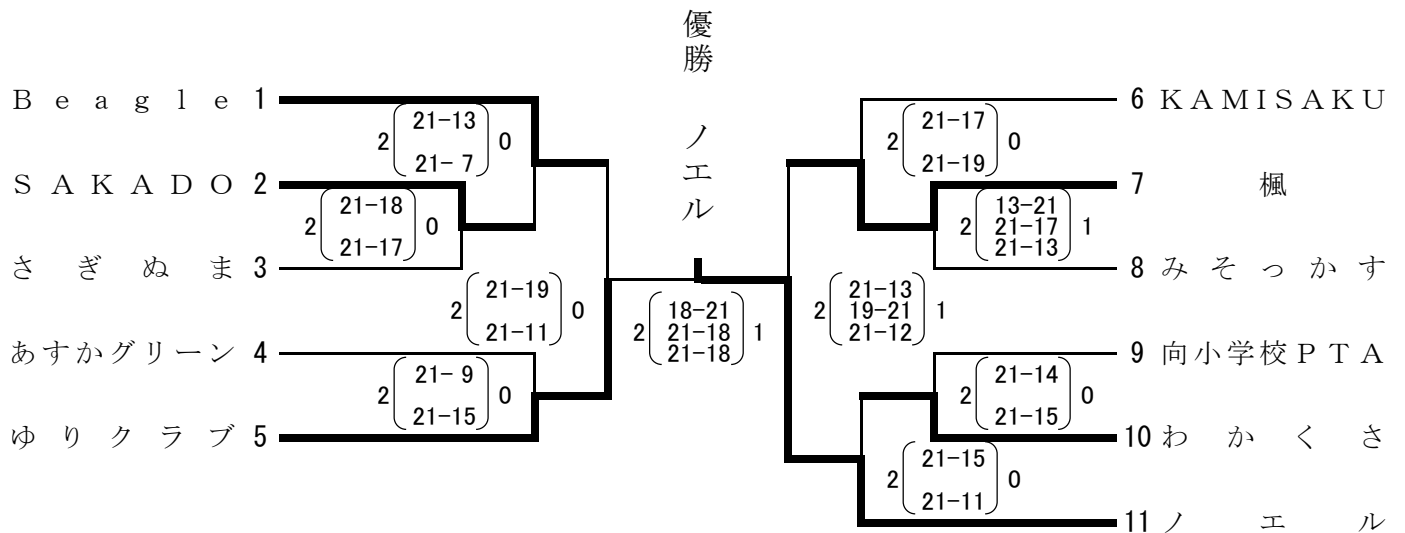 優勝 ノエル
Ｂｅａｇｌｅ 1
2 21-13 0
21- 7
ＳＡＫＡＤＯ 2
2 21-18 0
21-17
さぎぬま 3
2 21-19 0
21-11
あすかグリーン 4
2 21- 9 0
21-15
ゆりクラブ 5
18-21
2 21-18 1
21-18
6 ＫＡＭＩＳＡＫＵ
2 21-17 0
21-19
7 楓
13-21
2 21-17 1
21-13
8 みそっかす
21-13
2 19-21 1
21-12
9 向小学校ＰＴＡ
2 21-14 0
21-15
10 わかくさ
2 21-15 0
21-11
11 ノエル